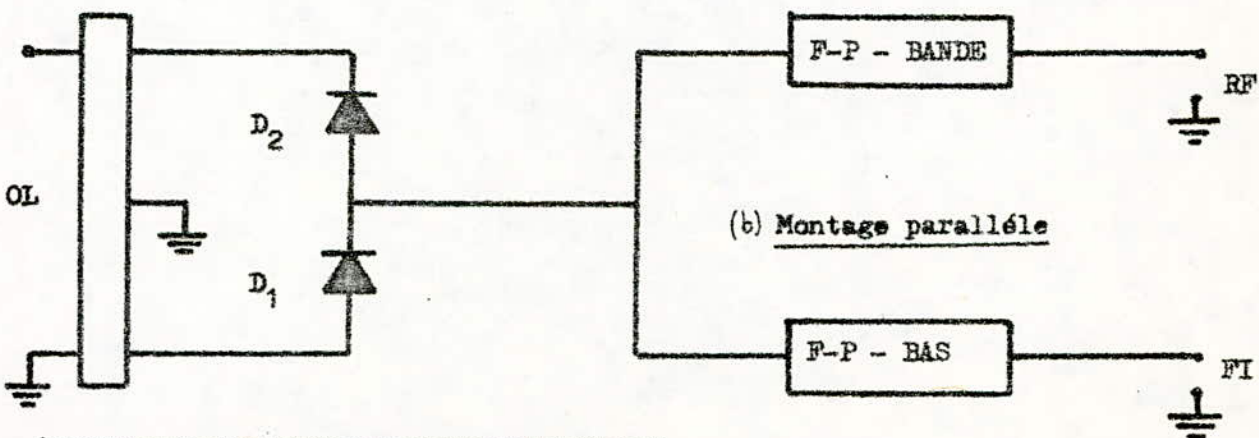 F-P - BANDE
RF
D2
OL
(b) Montage paralléle
D1
F-P - BAS
FI